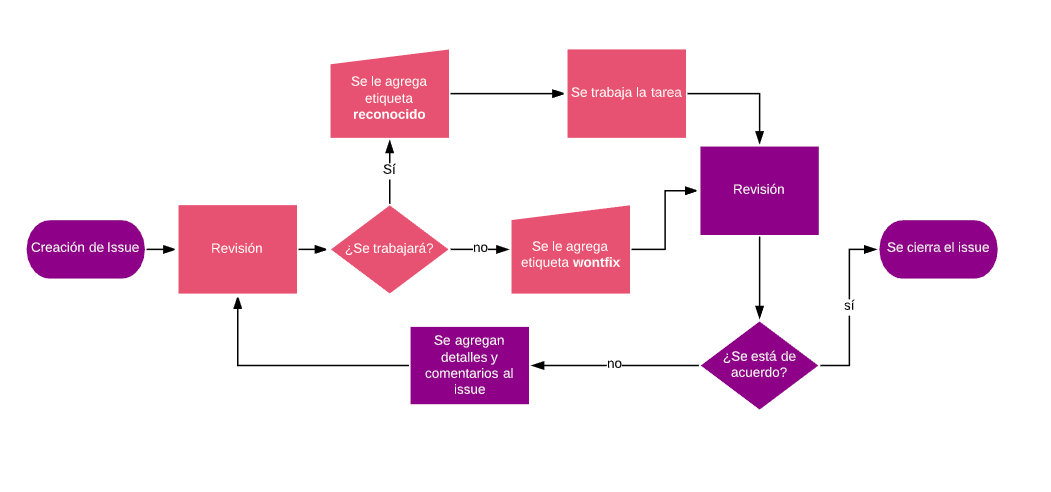 Se le agrega
etiqueta
reconocido
Se trabaja la tarea
Sí
Revisión
Creación de Issue
Revisión
¿Se trabajará?
no
Se le agrega
etiqueta wontfix
Se cierra el issue
sí
Se agregan
detalles y
comentarios al
issue
no
¿Se está de
acuerdo?